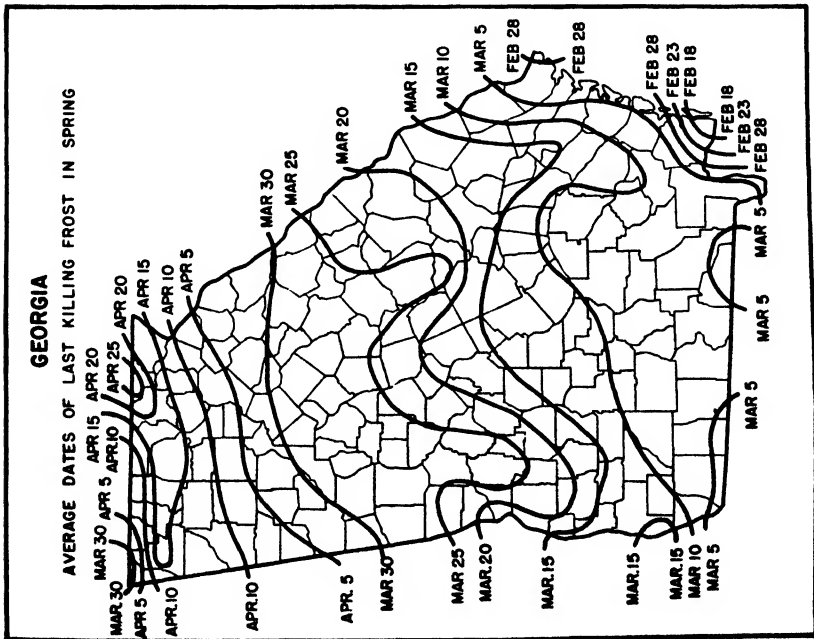 GEORGIA
AVERAGE DATES OF LAST KILLING FROST IN SPRING
MAR. 30
MAR 30
APR 5
APR. 5
APR. 10
APR.10
APR 15
APR 20
APR 25
APR 20
APR 15
APR 10
APR 5
MAR 30
MAR 25
MAR 20
MAR 15
MAR 10
MAR 5
FEB 28
FEB 28
FEB 28
FEB 23
FEB 18
FEB 18
FEB 23
FEB 28
MAR 5
MAR 5
MAR 5
APR.10
APR. 5
MAR 30
MAR 25
MAR.20
MAR.15
MAR.15
MAR.15
MAR 10
MAR 5